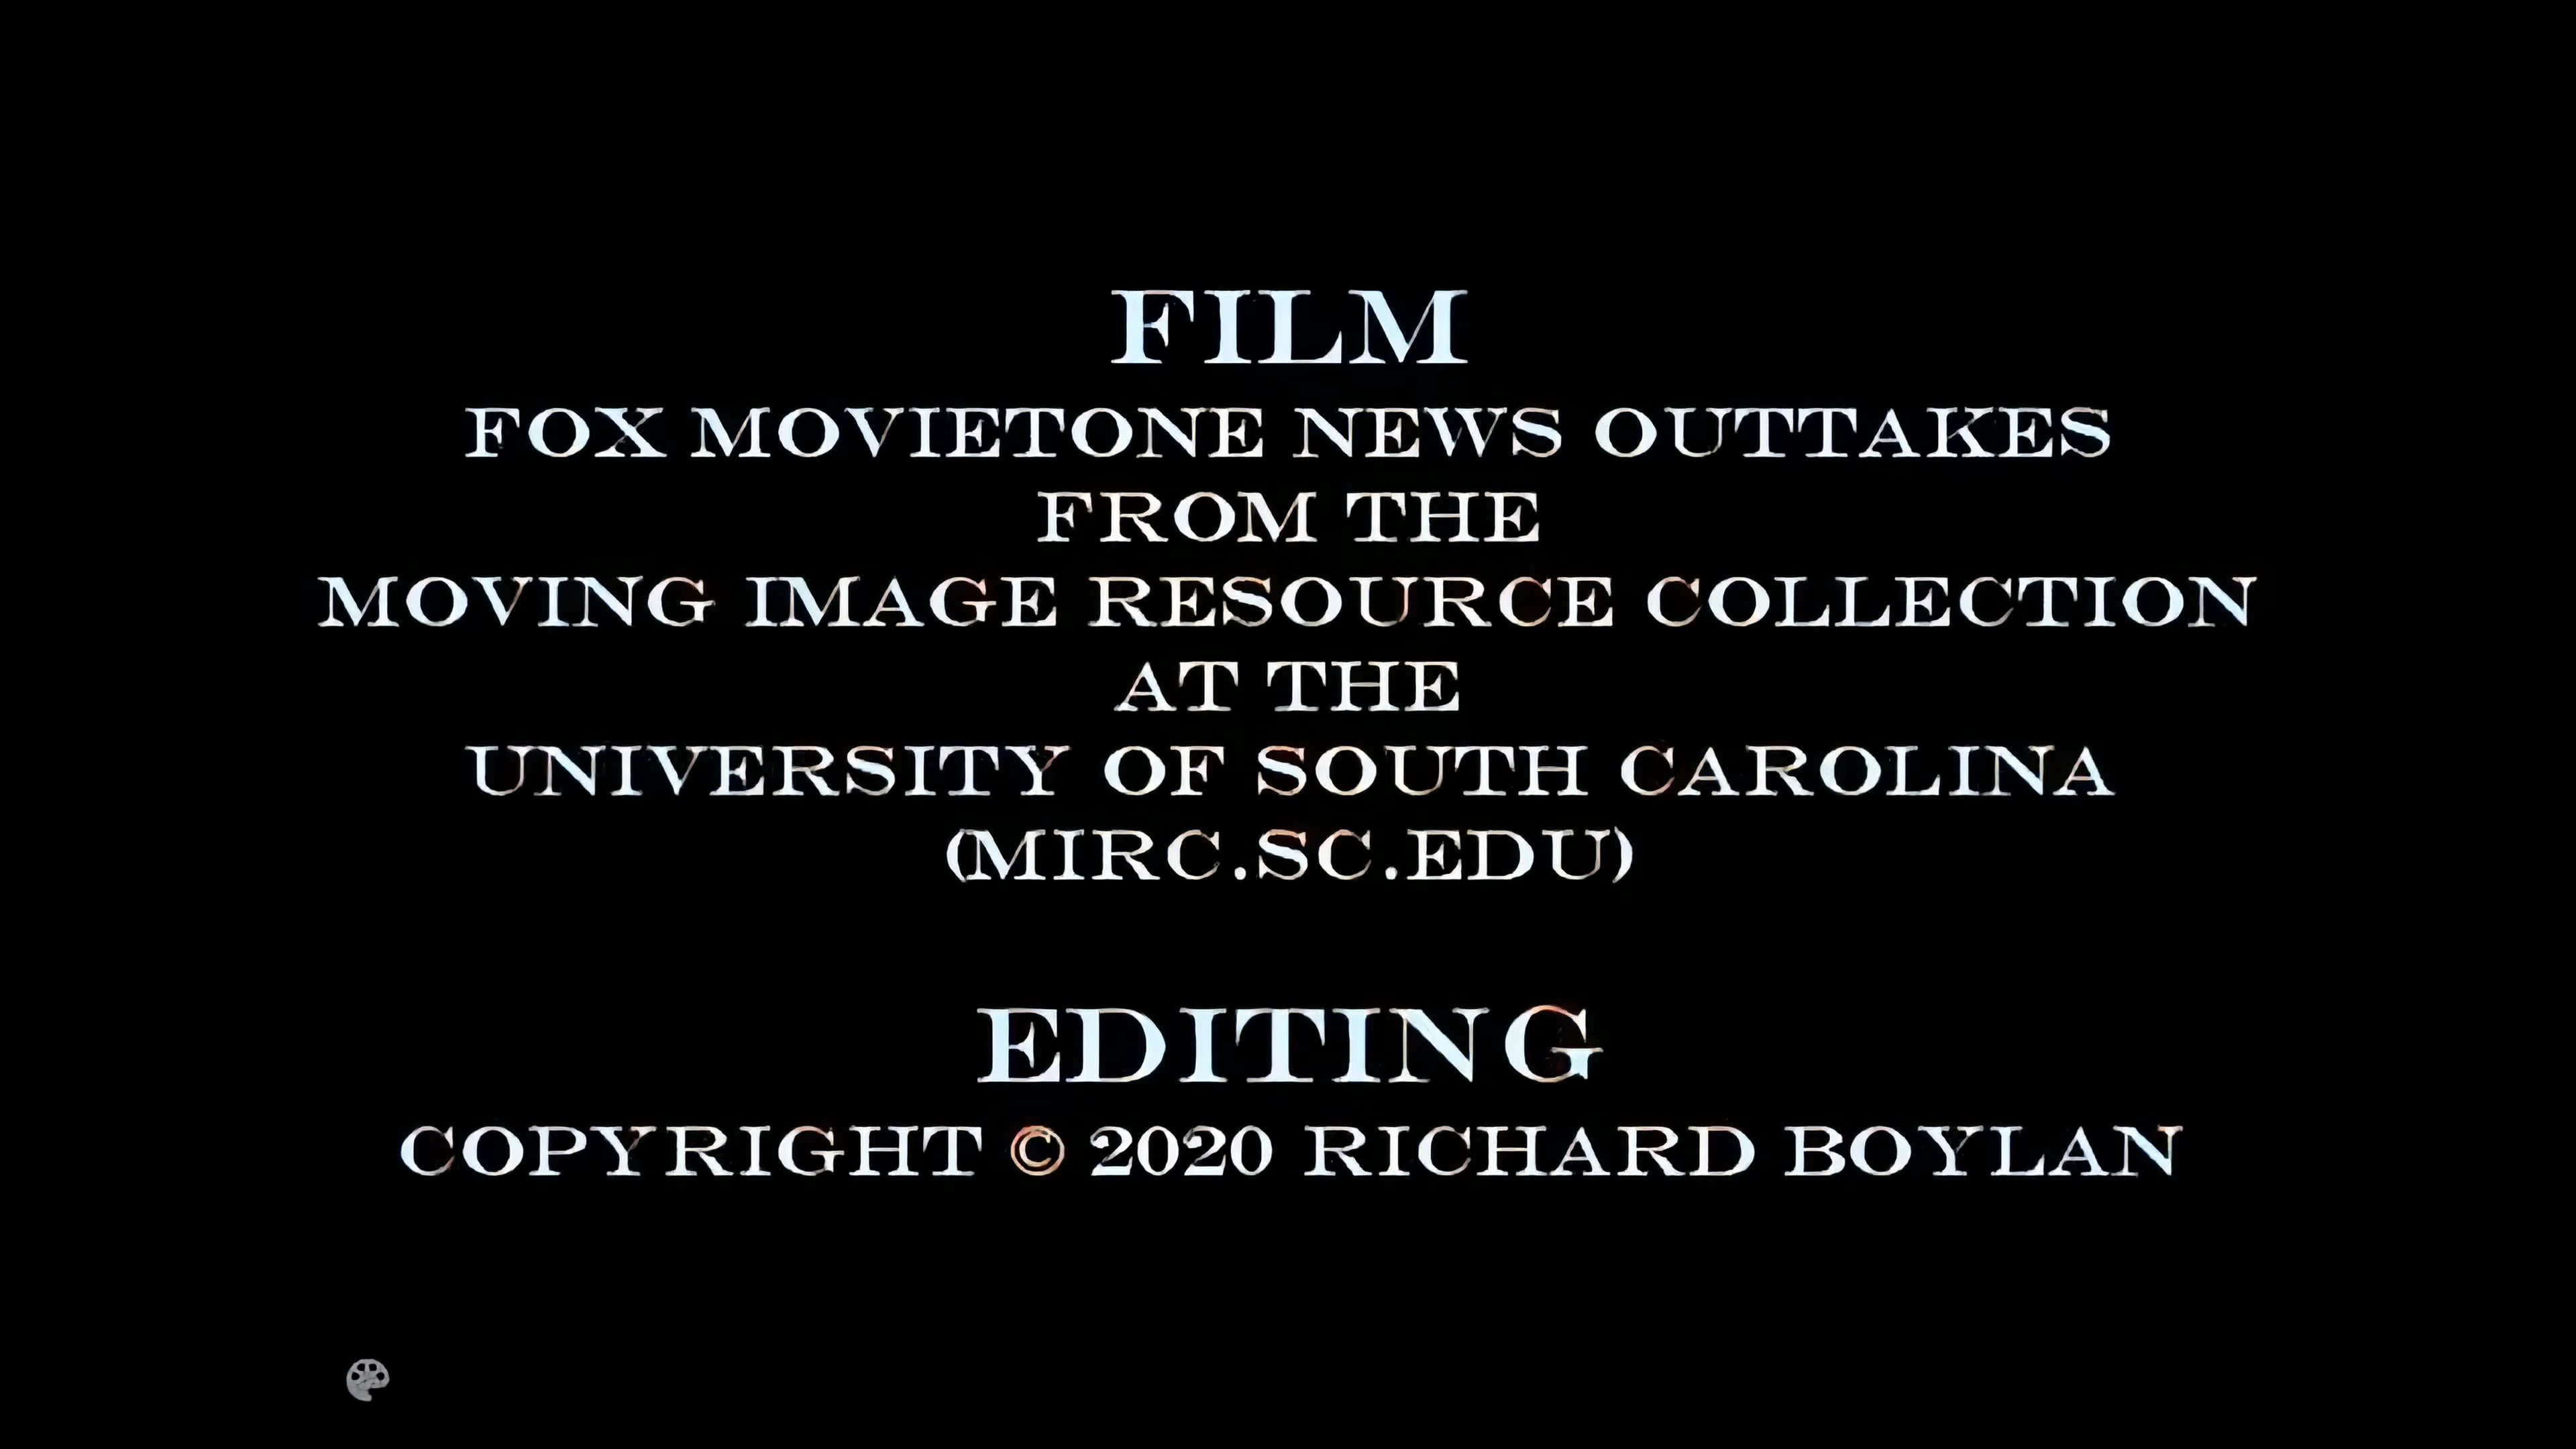 FILM
FOX MOVIETONE NEWS OUTTAKES
FROM THE
MOVING IMAGE RESOURCE COLLECTION
AT THE
UNIVERSITY OF SOUTH CAROLINA
(MIRC.SC.EDU)
EDITING
COPYRIGHT © 2020 RICHARD BOYLAN